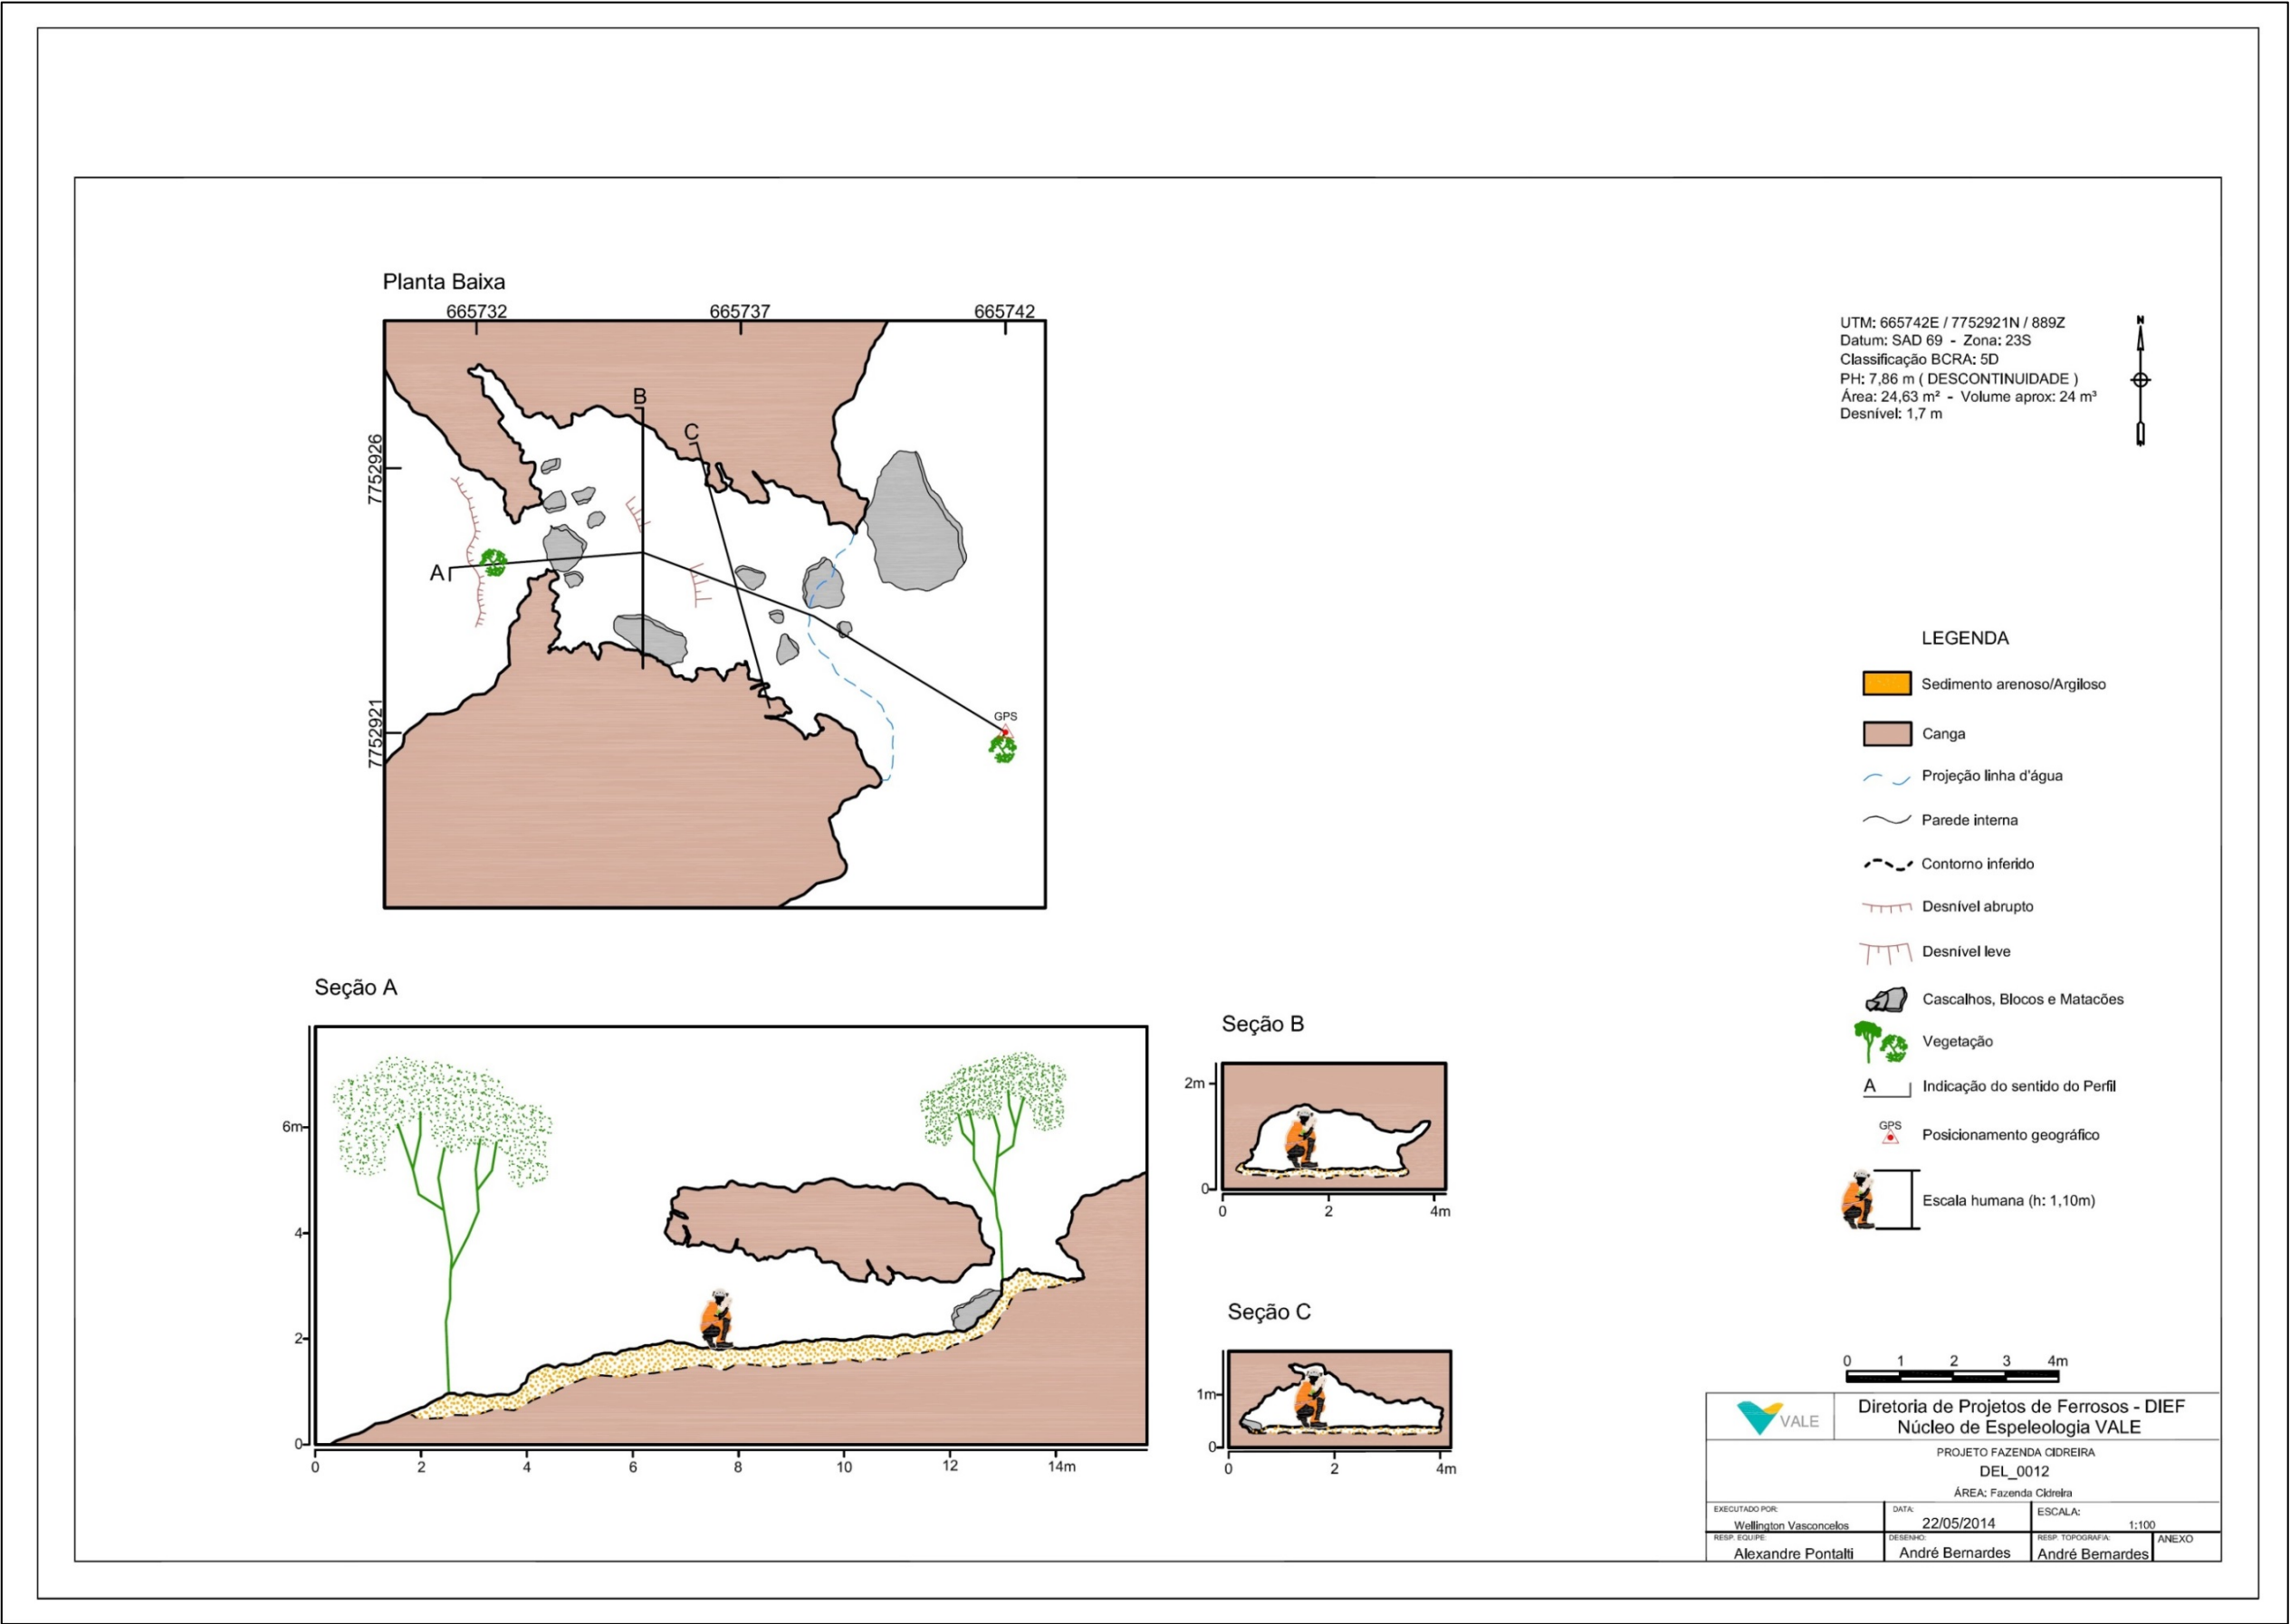 Planta Baixa
665732 665737 665742
7752926
7752921
B
C
A
GPS
UTM: 665742E / 7752921N / 889Z
Datum: SAD 69 - Zona: 23S
Classificação BCRA: 5D
PH: 7,86 m ( DESCONTINUIDADE )
Área: 24,63 m² - Volume aprox: 24 m³
Desnível: 1,7 m
N
LEGENDA
Sedimento arenoso/Argiloso
Canga
Projeção linha d'água
Parede interna
Contorno inferido
Desnível abrupto
Desnível leve
Cascalhos, Blocos e Matacões
Vegetação
A Indicação do sentido do Perfil
GPS Posicionamento geográfico
Escala humana (h: 1,10m)
Seção A
6m
4
2
0
0 2 4 6 8 10 12 14m
Seção B
2m
0
0 2 4m
Seção C
1m
0
0 2 4m
0 1 2 3 4m
VALE
Diretoria de Projetos de Ferrosos - DIEF
Núcleo de Espeleologia VALE
PROJETO FAZENDA CIDREIRA
DEL_0012
ÁREA: Fazenda Cidreira
EXECUTADO POR: Wellington Vasconcelos
DATA: 22/05/2014
ESCALA: 1:100
RESP. EQUIPE: Alexandre Pontalti
DESENHO: André Bernardes
RESP. TOPOGRAFIA: André Bernardes
ANEXO